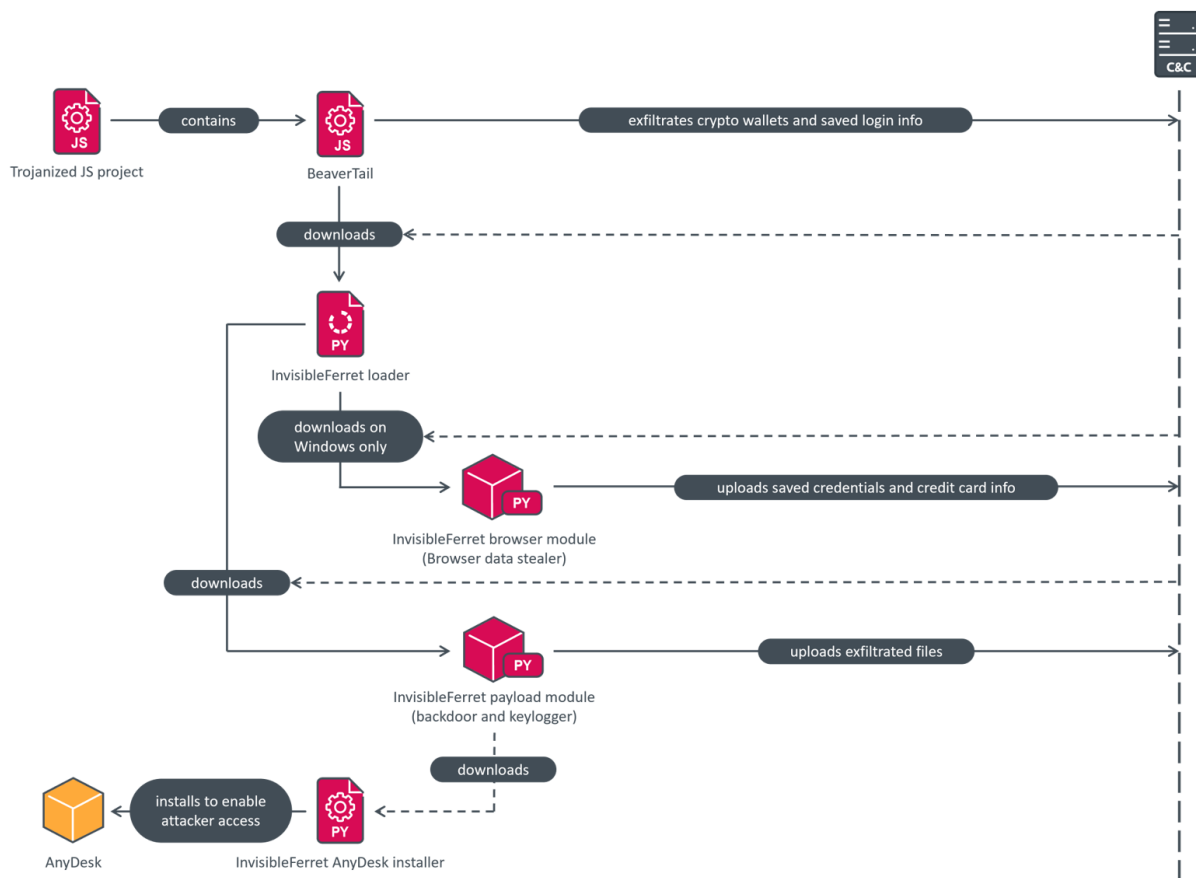 C&C
JS
contains
JS
exfiltrates crypto wallets and saved login info
Trojanized JS project
BeaverTail
downloads
PY
InvisibleFerret loader
downloads on
Windows only
PY
uploads saved credentials and credit card info
InvisibleFerret browser module
(Browser data stealer)
downloads
PY
uploads exfiltrated files
InvisibleFerret payload module
(backdoor and keylogger)
downloads
installs to enable
attacker access
PY
AnyDesk
InvisibleFerret AnyDesk installer